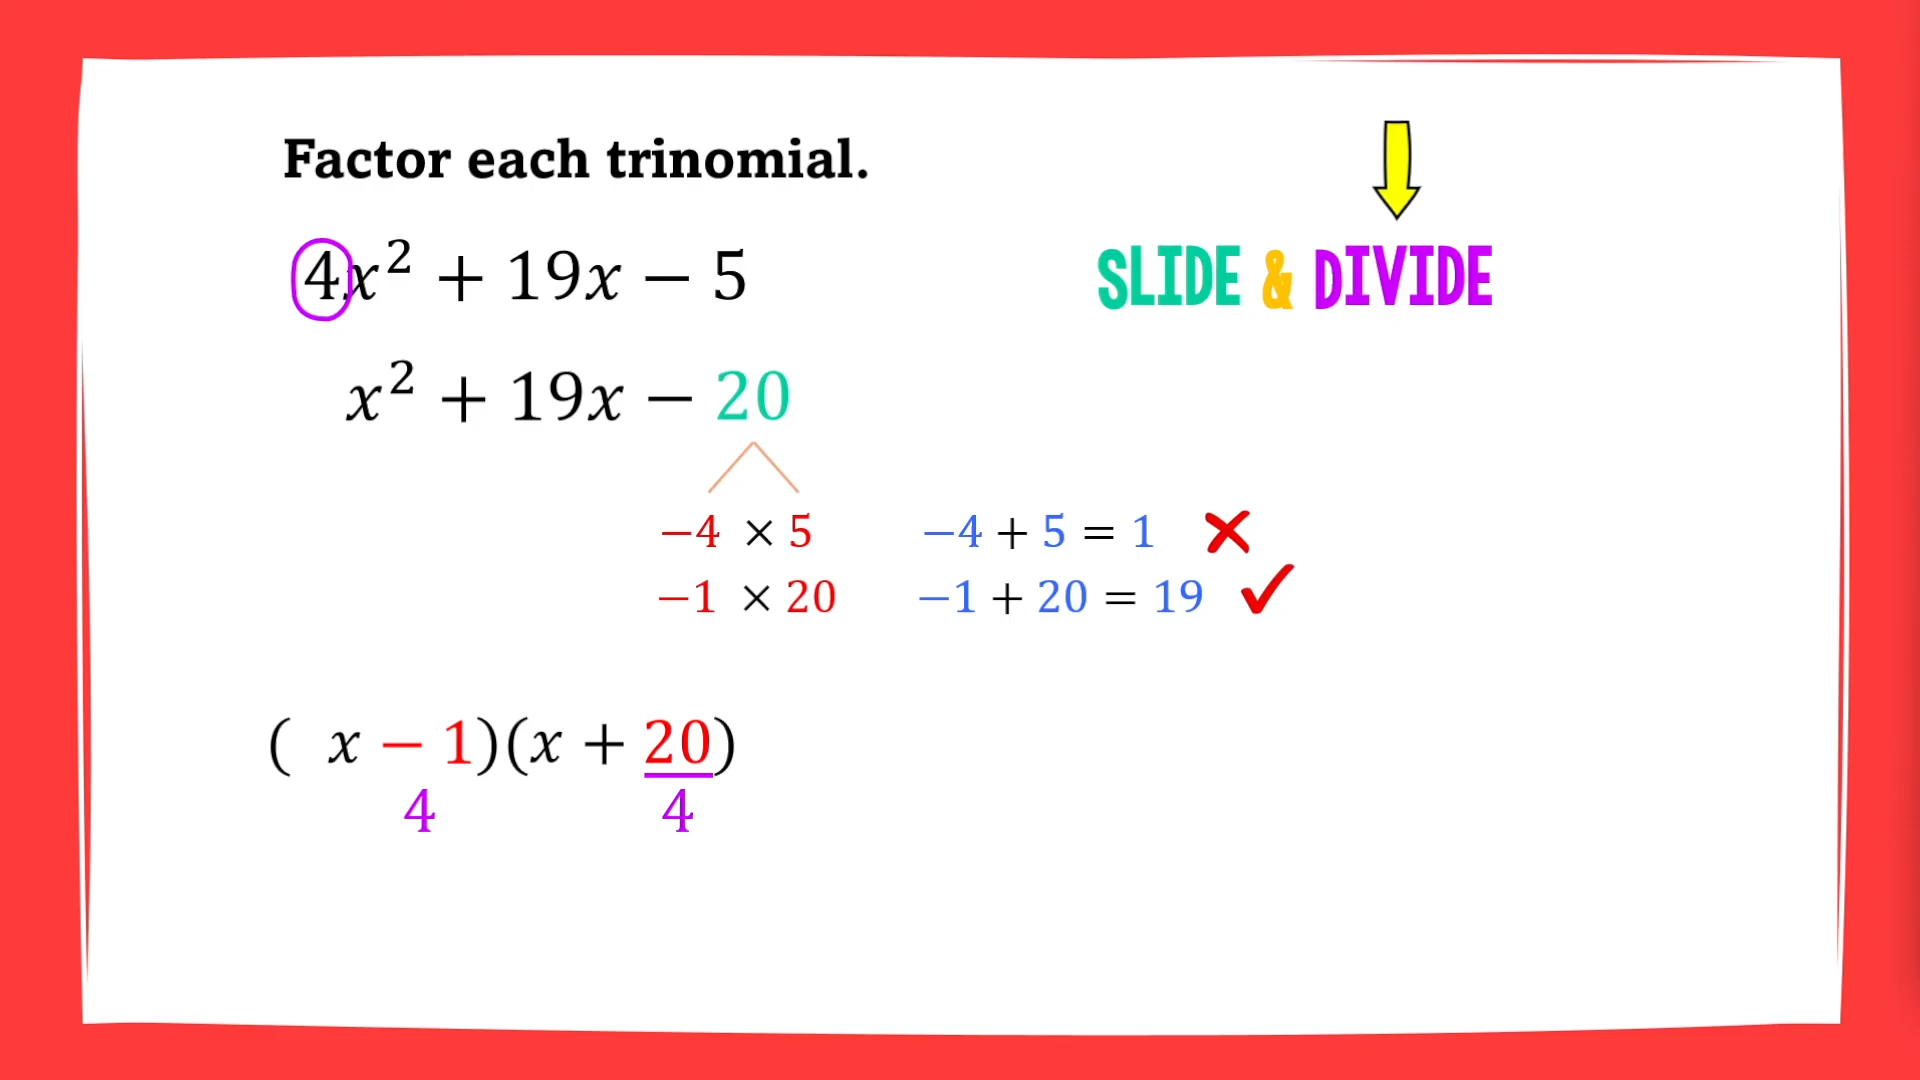 Factor each trinomial.
4x² + 19x − 5
SLIDE & DIVIDE
x² + 19x − 20
−4 × 5 −4 + 5 = 1
−1 × 20 −1 + 20 = 19
( x − 1)(x + 20)
4 4